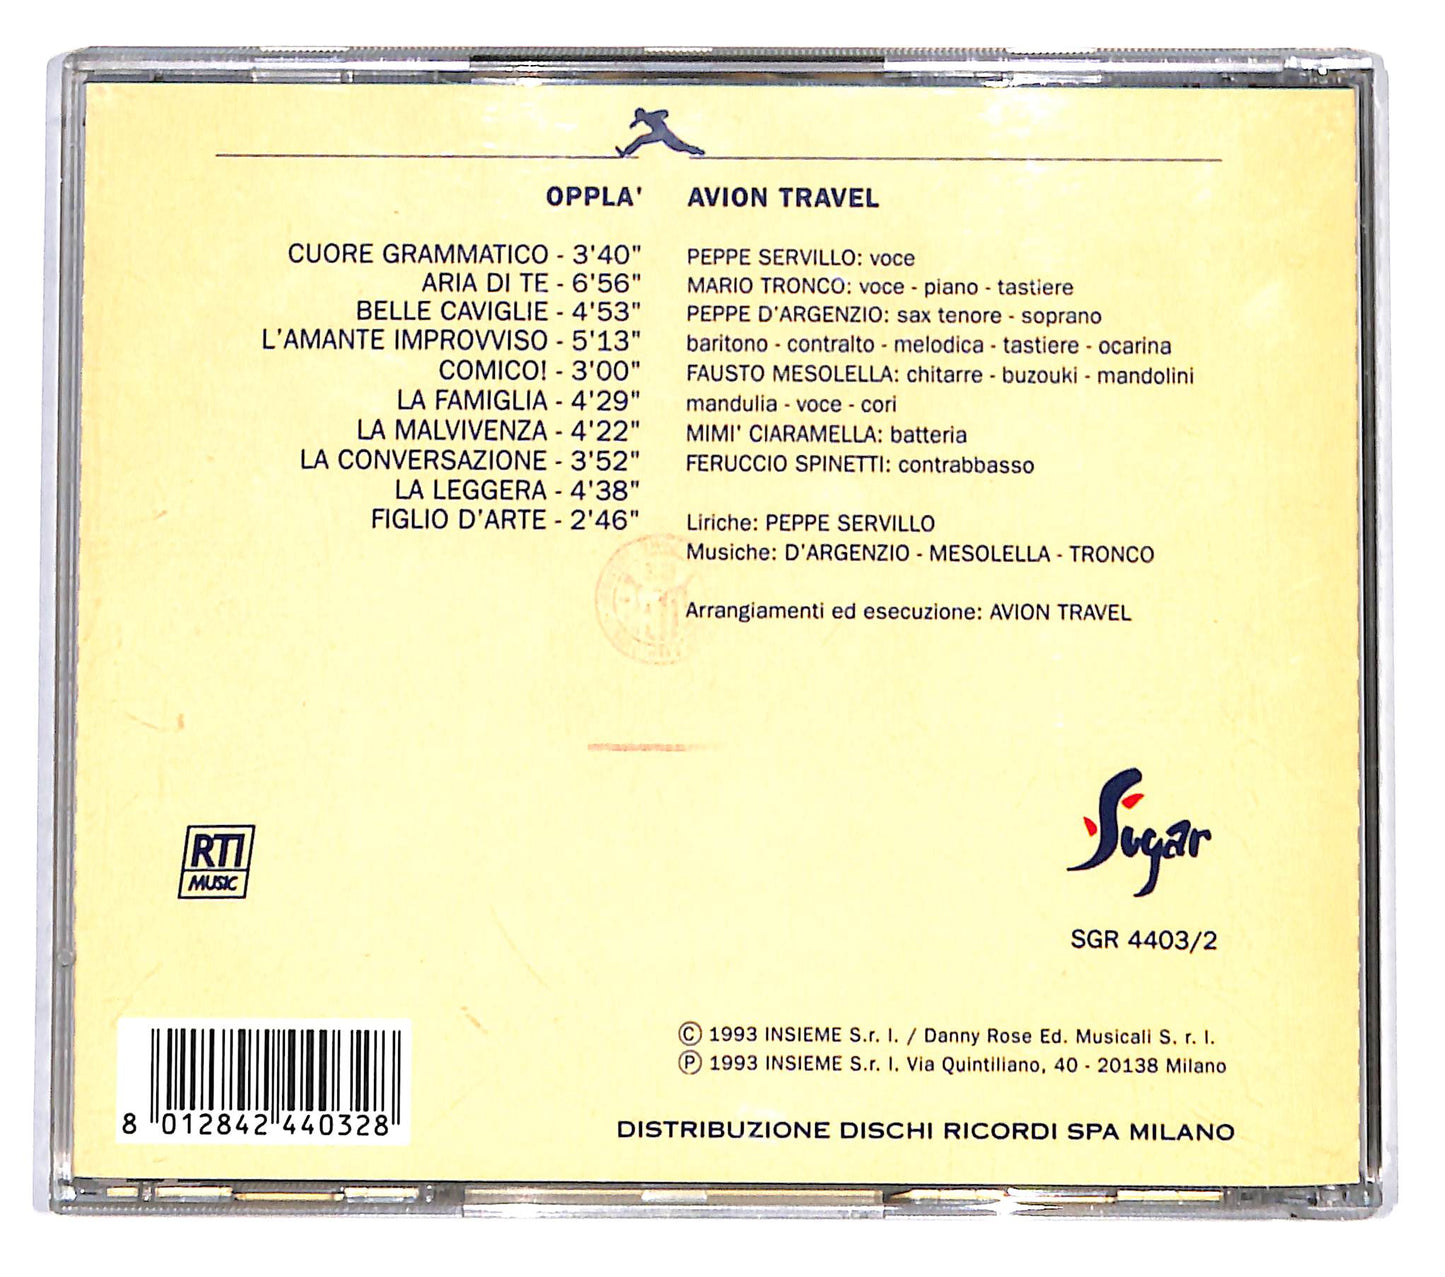 OPPLA'
CUORE GRAMMATICO - 3'40"
ARIA DI TE - 6'56"
BELLE CAVIGLIE - 4'53"
L'AMANTE IMPROVVISO - 5'13"
COMICO! - 3'00"
LA FAMIGLIA - 4'29"
LA MALVIVENZA - 4'22"
LA CONVERSAZIONE - 3'52"
LA LEGGERA - 4'38"
FIGLIO D'ARTE - 2'46"
AVION TRAVEL
PEPPE SERVILLO: voce
MARIO TRONCO: voce - piano - tastiere
PEPPE D'ARGENZIO: sax tenore - soprano
baritono - contralto - melodica - tastiere - ocarina
FAUSTO MESOLELLA: chitarre - buzouki - mandolini
mandulia - voce - cori
MIMI' CIARAMELLA: batteria
FERUCCIO SPINETTI: contrabbasso
Liriche: PEPPE SERVILLO
Musiche: D'ARGENZIO - MESOLELLA - TRONCO
Arrangiamenti ed esecuzione: AVION TRAVEL
RTI
MUSIC
Sugar
SGR 4403/2
8 012842 440328
© 1993 INSIEME S.r. l. / Danny Rose Ed. Musicali S. r. l.
℗ 1993 INSIEME S.r. l. Via Quintiliano, 40 - 20138 Milano
DISTRIBUZIONE DISCHI RICORDI SPA MILANO